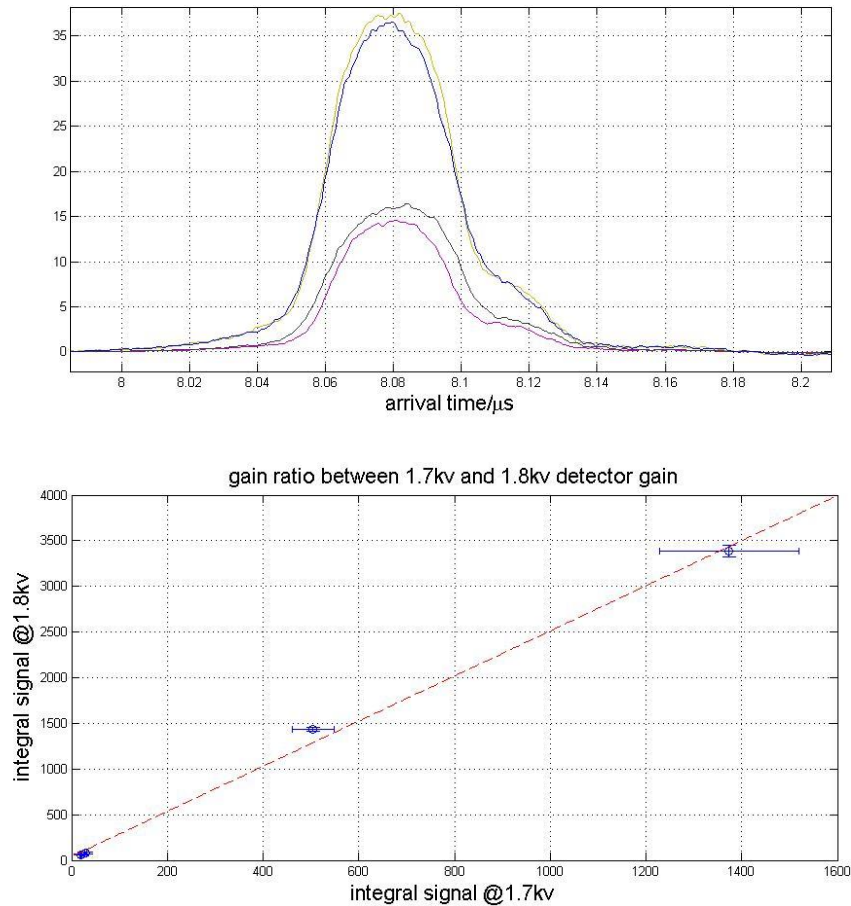 35
30
25
20
15
10
5
0
8 8.02 8.04 8.06 8.08 8.1 8.12 8.14 8.16 8.18 8.2
arrival time/μs
gain ratio between 1.7kv and 1.8kv detector gain
4000
3500
3000
2500
2000
1500
1000
500
0
integral signal @1.8kv
0 200 400 600 800 1000 1200 1400 1600
integral signal @1.7kv